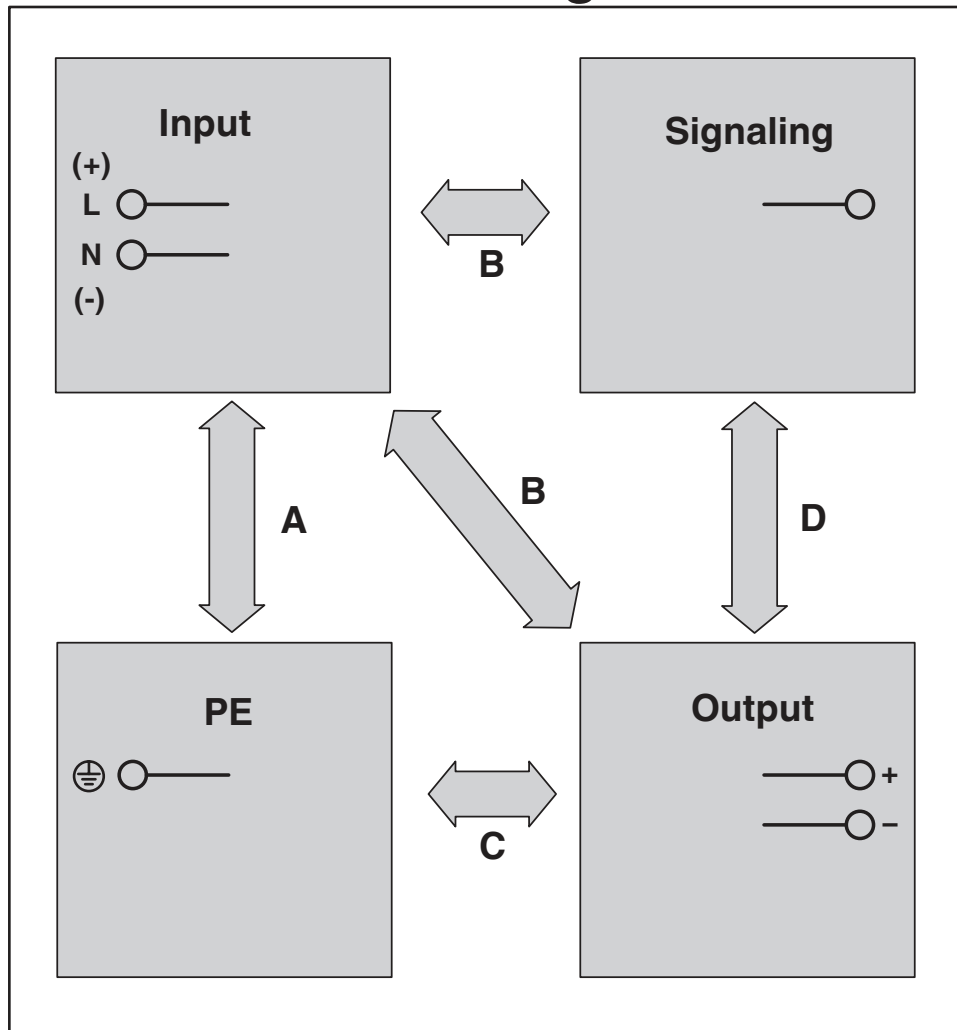 Input
(+)
L
N
(-)
Signaling
B
A
B
D
PE
Output
+
–
C